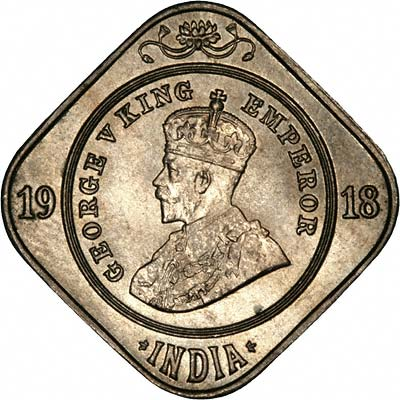 GEORGE V KING EMPEROR
19 18
INDIA